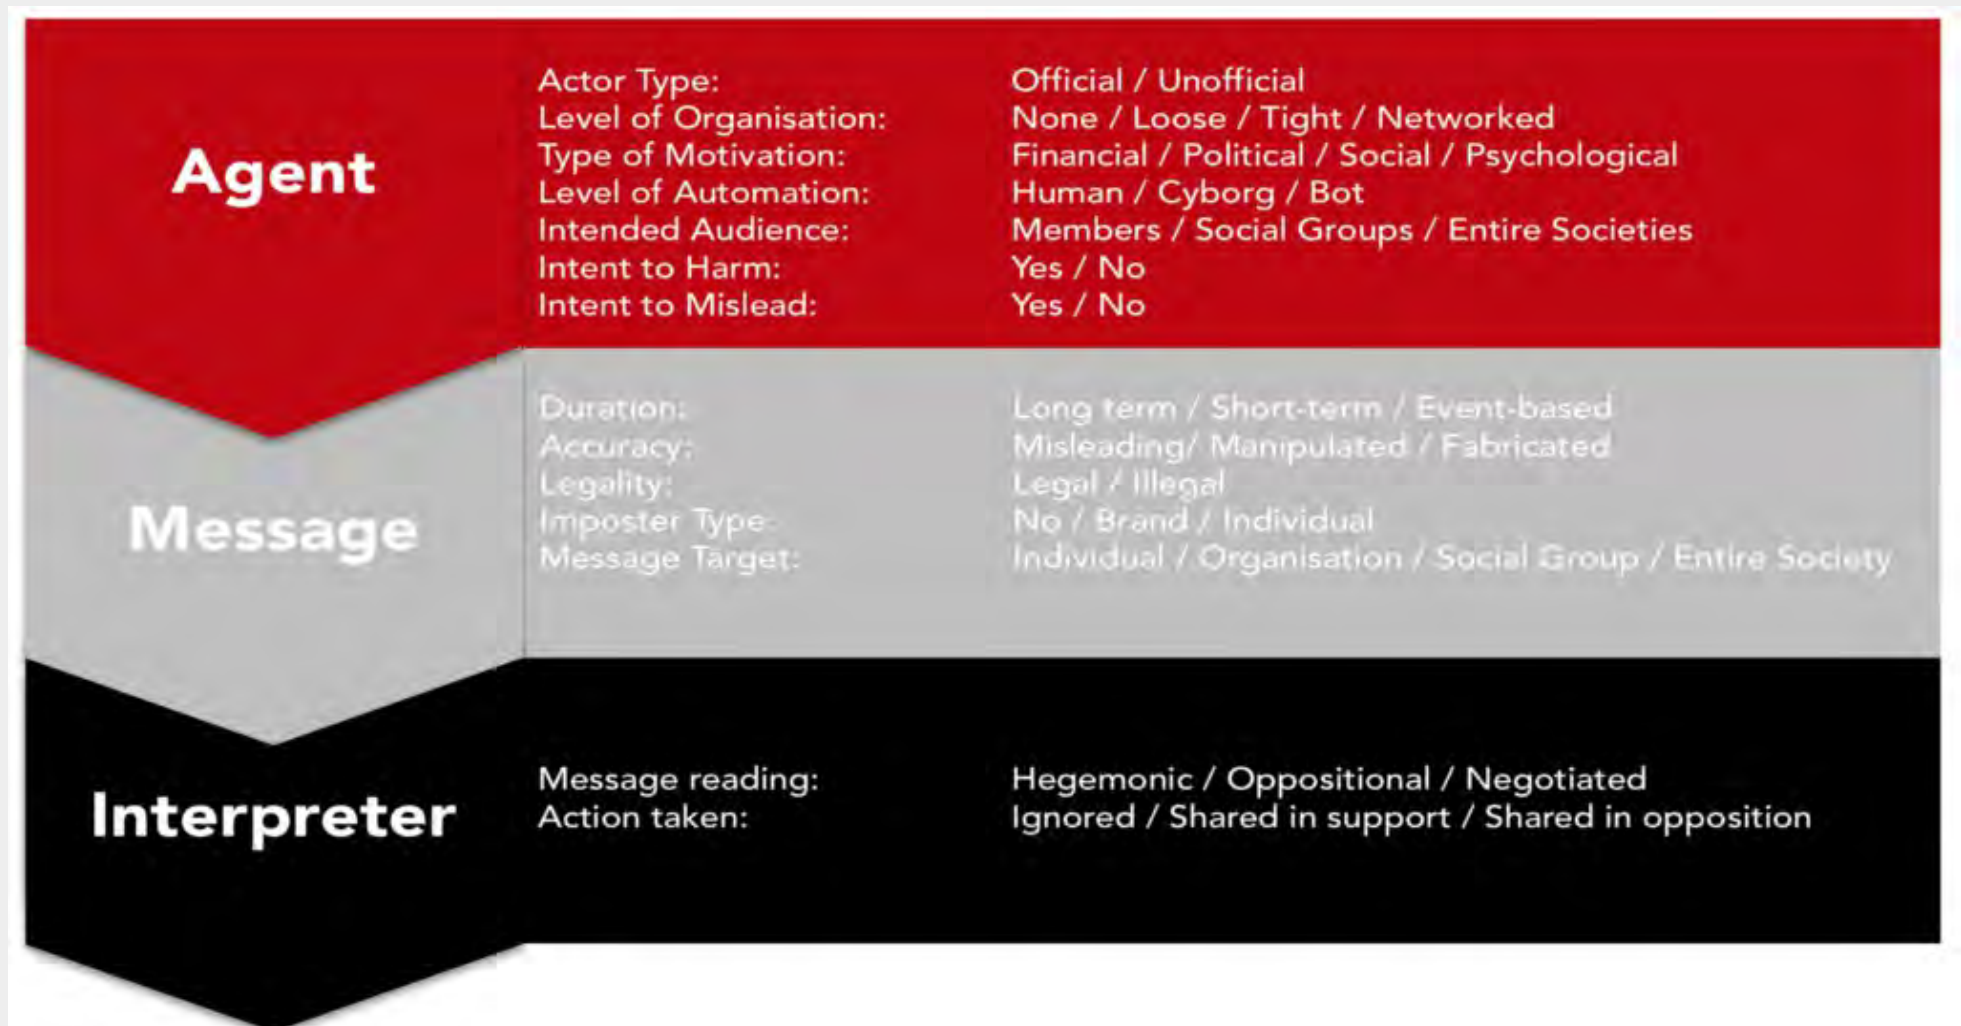 Agent
Actor Type: Official / Unofficial
Level of Organisation: None / Loose / Tight / Networked
Type of Motivation: Financial / Political / Social / Psychological
Level of Automation: Human / Cyborg / Bot
Intended Audience: Members / Social Groups / Entire Societies
Intent to Harm: Yes / No
Intent to Mislead: Yes / No
Message
Duration: Long term / Short-term / Event-based
Accuracy: Misleading/ Manipulated / Fabricated
Legality: Legal / Illegal
Imposter Type: No / Brand / Individual
Message Target: Individual / Organisation / Social Group / Entire Society
Interpreter
Message reading: Hegemonic / Oppositional / Negotiated
Action taken: Ignored / Shared in support / Shared in opposition